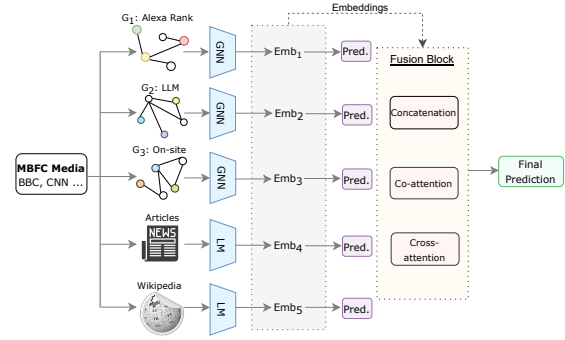 Embeddings
G1: Alexa Rank
GNN
Emb1
Pred.
Fusion Block
G2: LLM
GNN
Emb2
Pred.
Concatenation
MBFC Media
BBC, CNN ...
G3: On-site
GNN
Emb3
Pred.
Co-attention
Final
Prediction
Articles
NEWS
LM
Emb4
Pred.
Cross-
attention
Wikipedia
LM
Emb5
Pred.